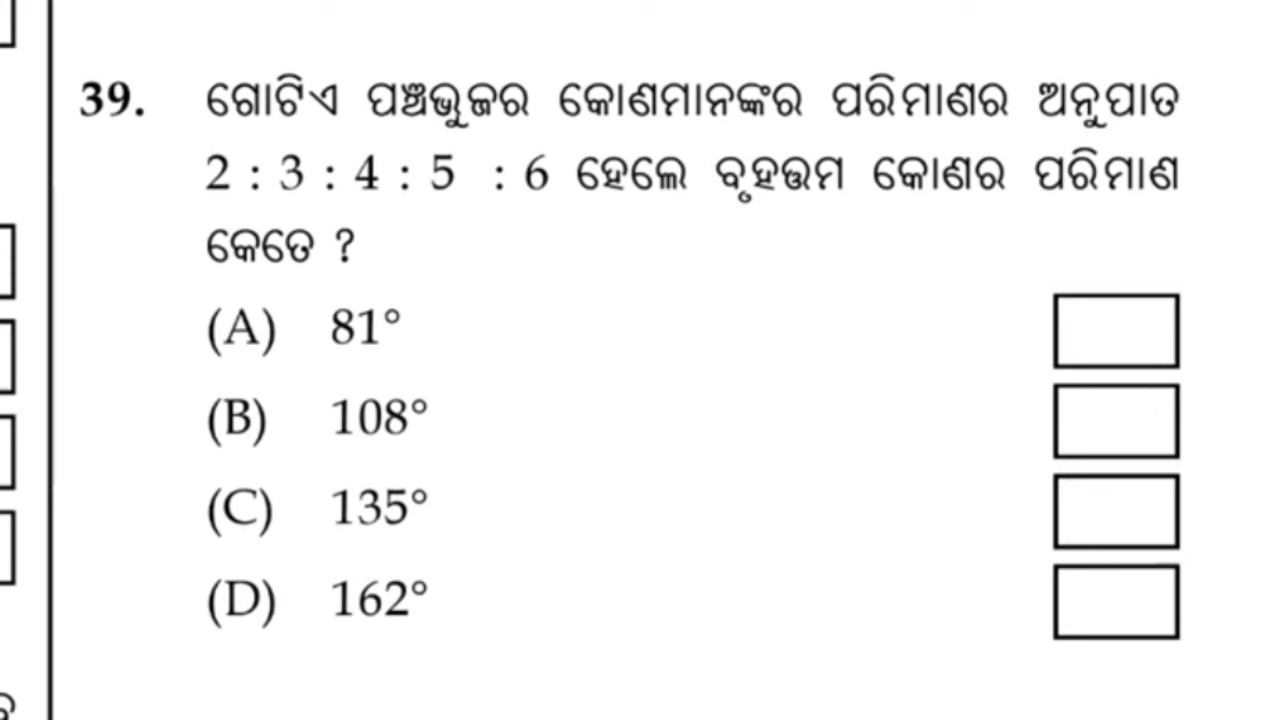 39. ଗୋଟିଏ ପଞ୍ଚଭୁଜର କୋଣମାନଙ୍କର ପରିମାଣର ଅନୁପାତ
2 : 3 : 4 : 5 : 6 ହେଲେ ବୃହତ୍ତମ କୋଣର ପରିମାଣ
କେତେ ?
(A) 81°
(B) 108°
(C) 135°
(D) 162°